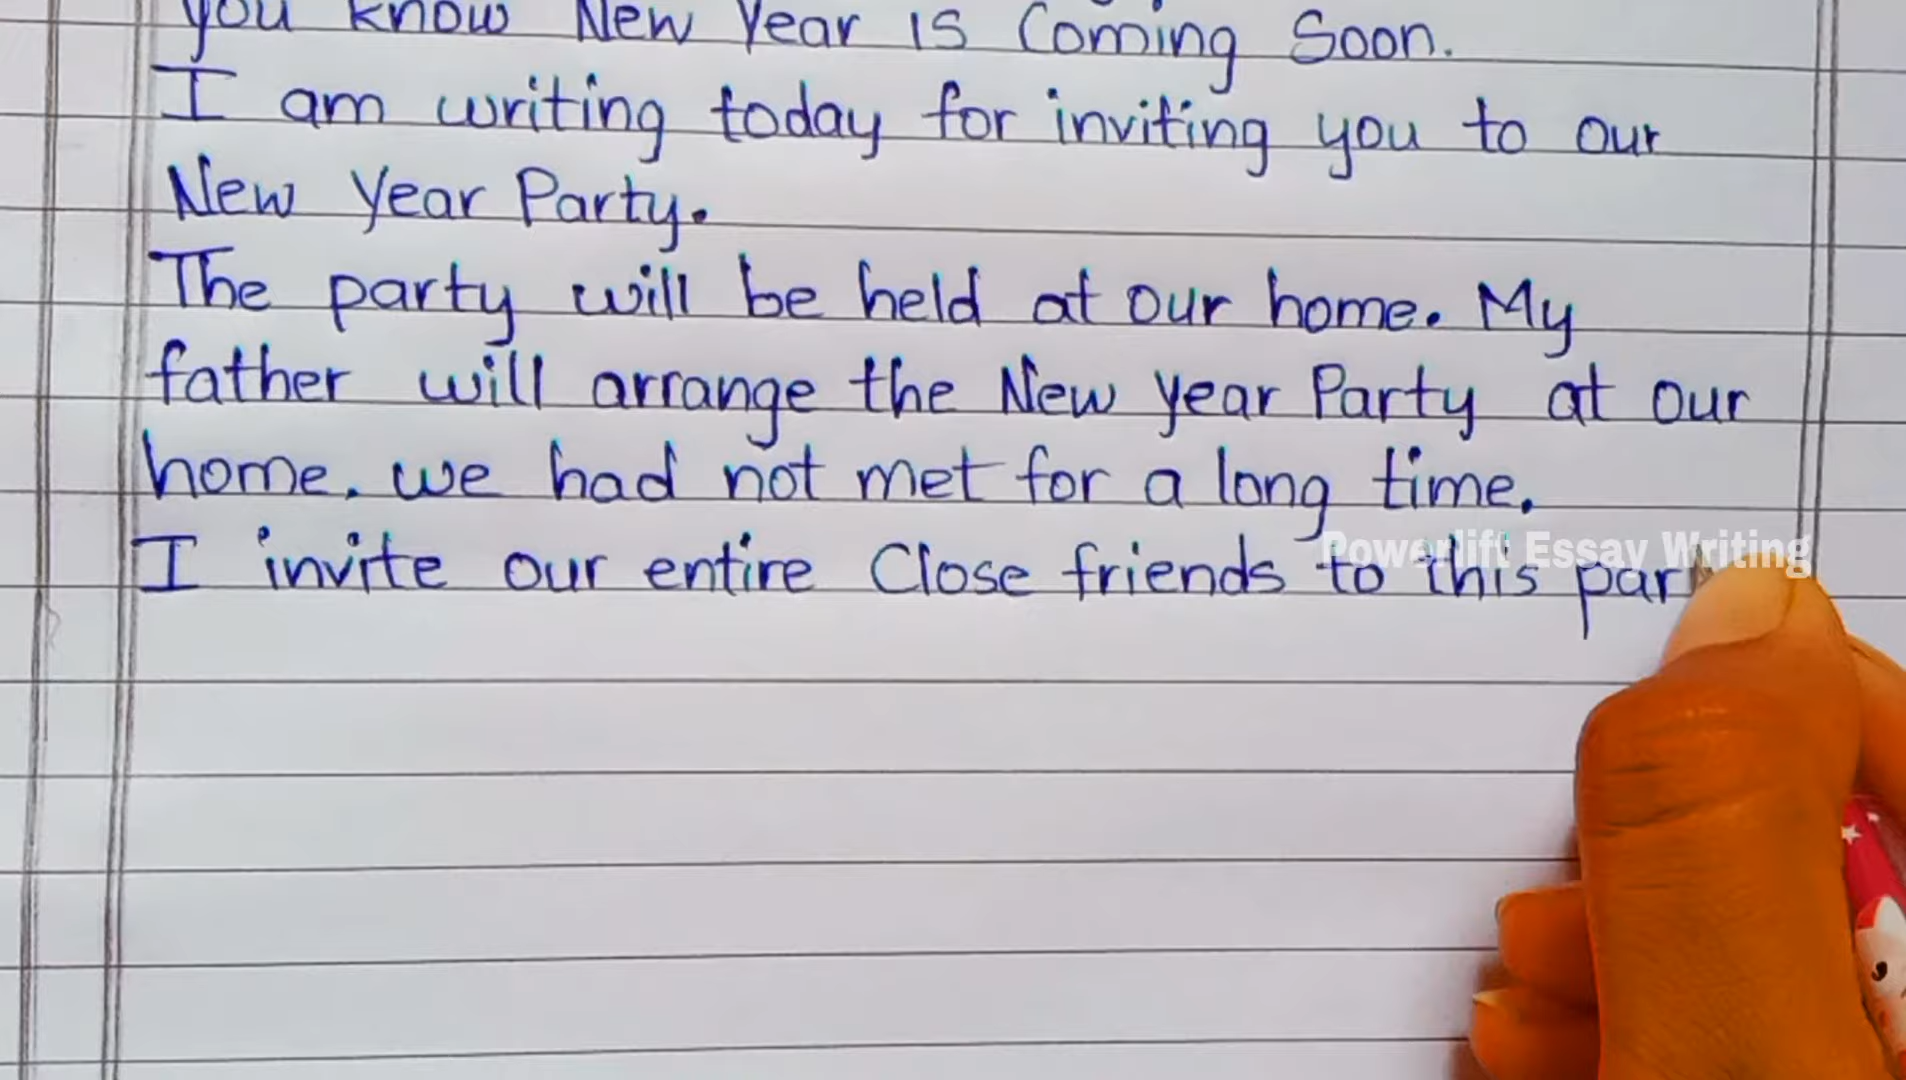 you know New Year is Coming Soon.
I am writing today for inviting you to our
New Year Party.
The party will be held at our home. My
father will arrange the New Year Party at our
home. we had not met for a long time.
I invite our entire Close friends to this par
Powerlift Essay Writing